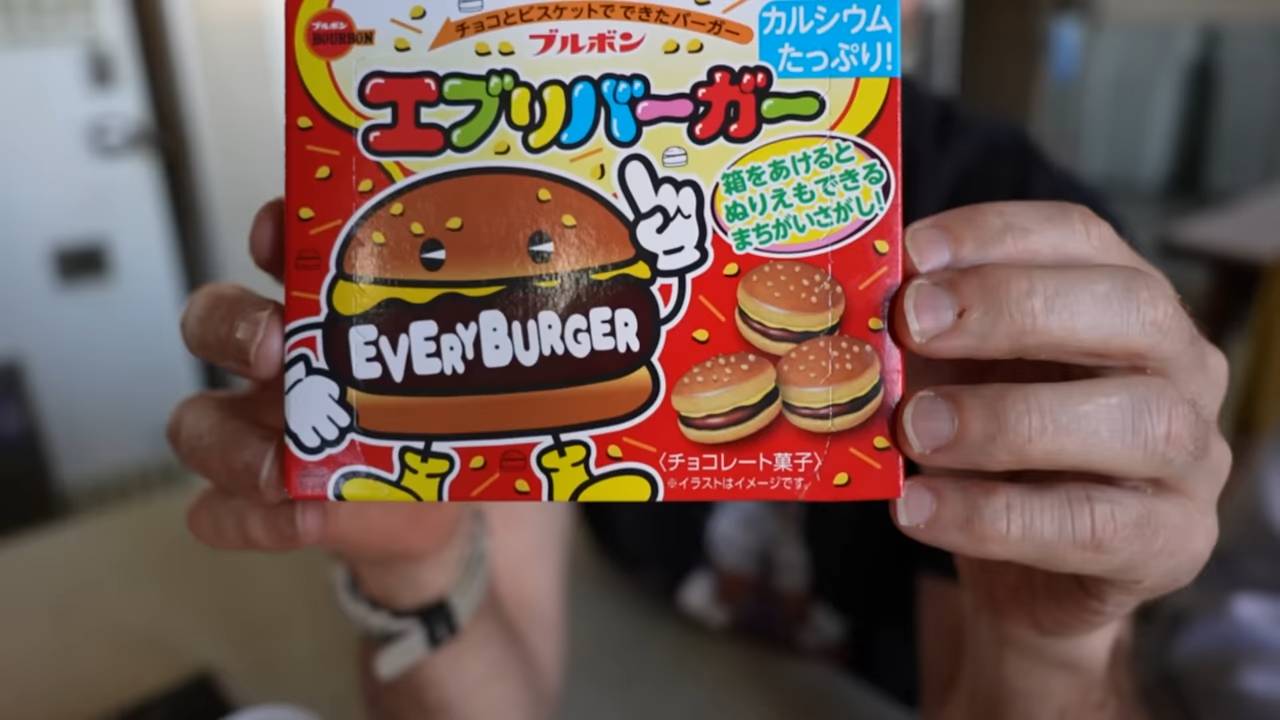 チョコとビスケットでできたバーガー
ブルボン
BOURBON
ブルボン
カルシウム
たっぷり!
エブリバーガー
箱をあけると
ぬりえもできる
まちがいさがし!
EVERYBURGER
〈チョコレート菓子〉
※イラストはイメージです。